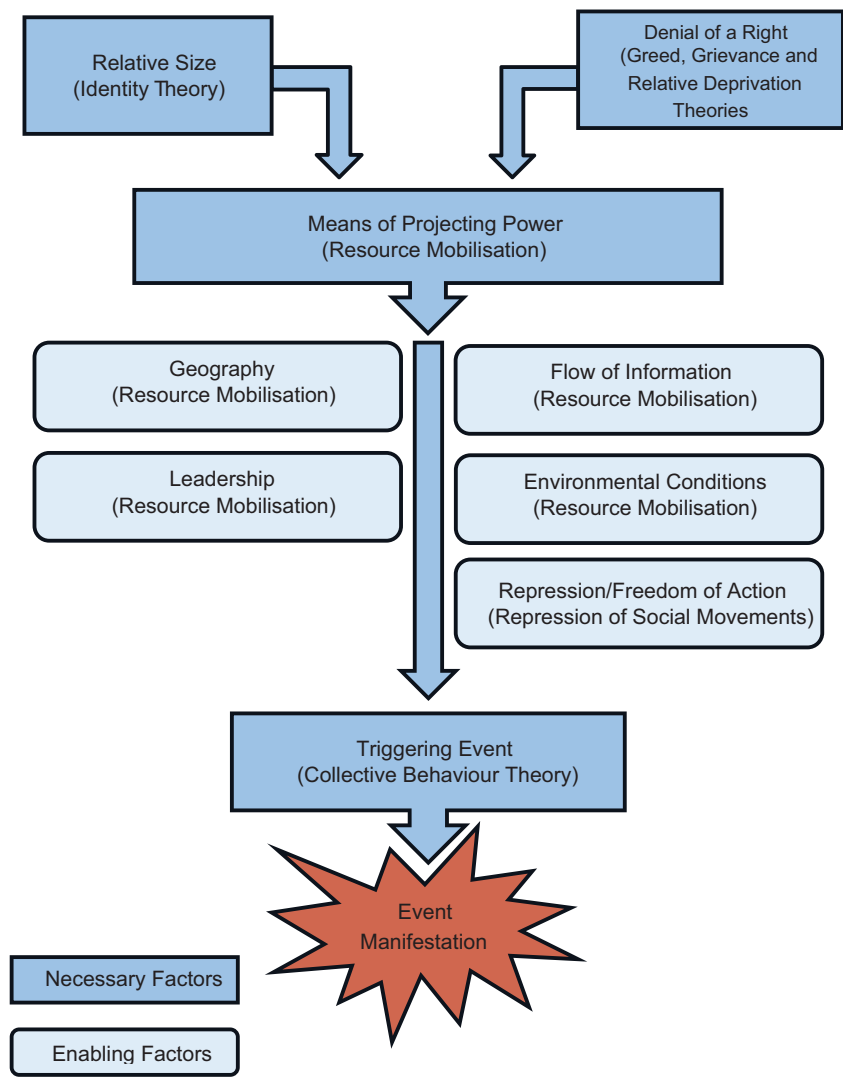 Relative Size
(Identity Theory)
Denial of a Right
(Greed, Grievance and
Relative Deprivation
Theories
Means of Projecting Power
(Resource Mobilisation)
Geography
(Resource Mobilisation)
Flow of Information
(Resource Mobilisation)
Leadership
(Resource Mobilisation)
Environmental Conditions
(Resource Mobilisation)
Repression/Freedom of Action
(Repression of Social Movements)
Triggering Event
(Collective Behaviour Theory)
Event
Manifestation
Necessary Factors
Enabling Factors